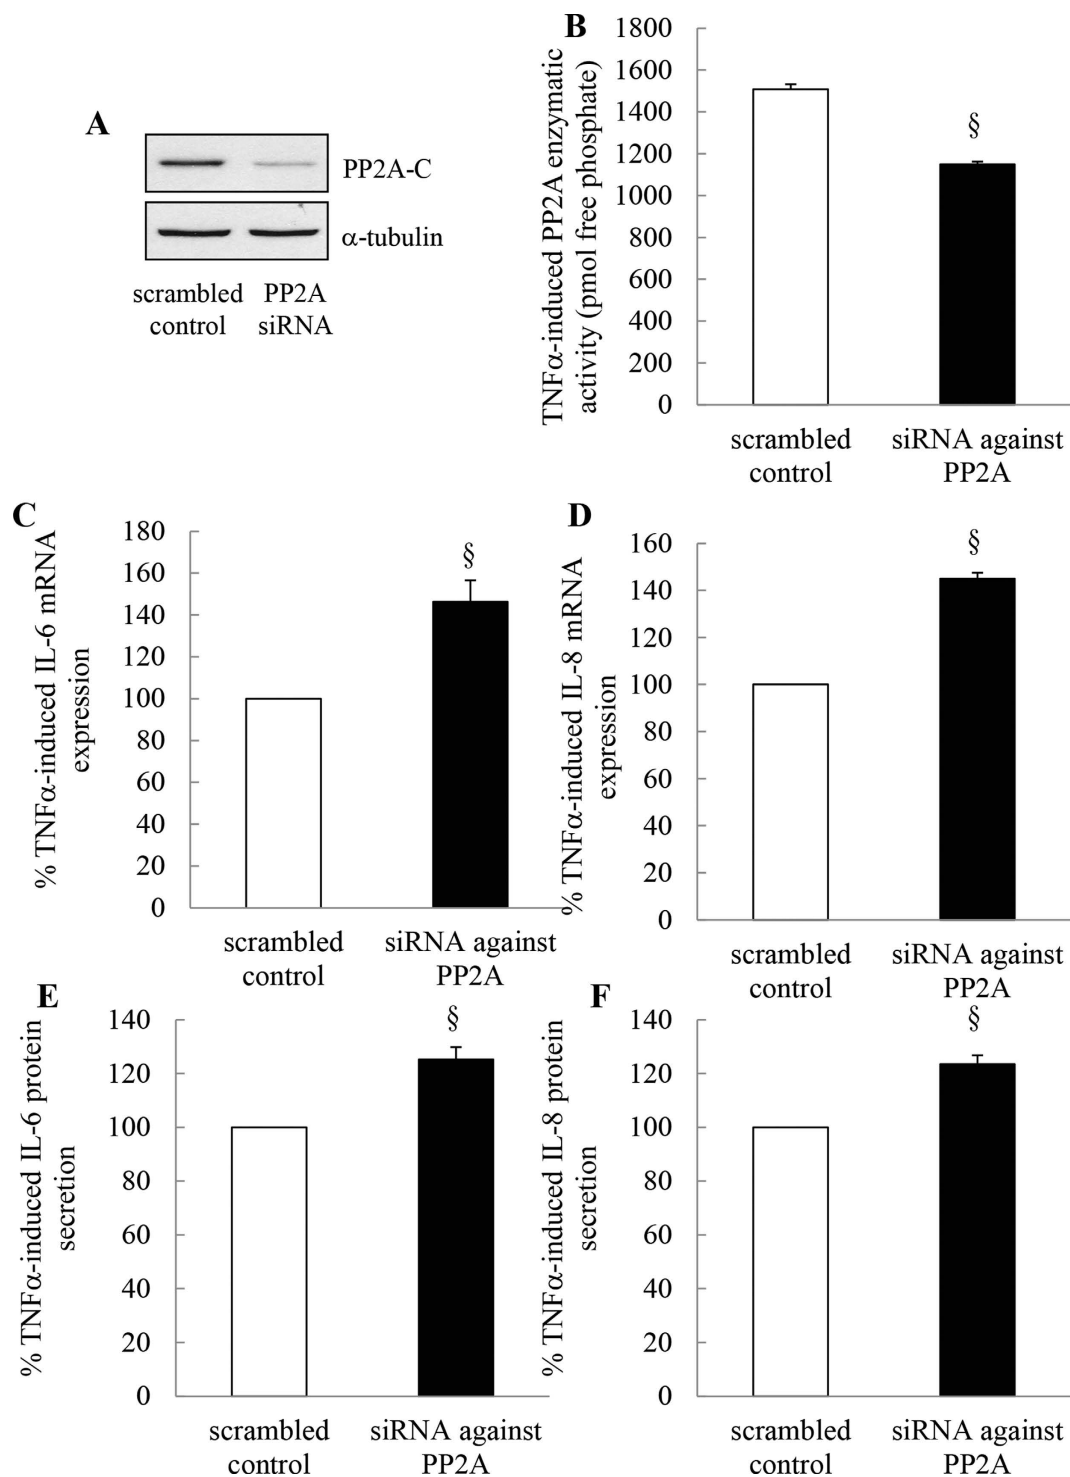 A
PP2A-C
α-tubulin
scrambled
control
PP2A
siRNA
B
TNFα-induced PP2A enzymatic
activity (pmol free phosphate)
1800
1600
1400
1200
1000
800
600
400
200
0
§
scrambled
control
siRNA against
PP2A
C
% TNFα-induced IL-6 mRNA
expression
180
160
140
120
100
80
60
40
20
0
§
scrambled
control
siRNA against
PP2A
D
% TNFα-induced IL-8 mRNA
expression
160
140
120
100
80
60
40
20
0
§
scrambled
control
siRNA against
PP2A
E
% TNFα-induced IL-6 protein
secretion
140
120
100
80
60
40
20
0
§
scrambled
control
siRNA against
PP2A
F
% TNFα-induced IL-8 protein
secretion
140
120
100
80
60
40
20
0
§
scrambled
control
siRNA against
PP2A